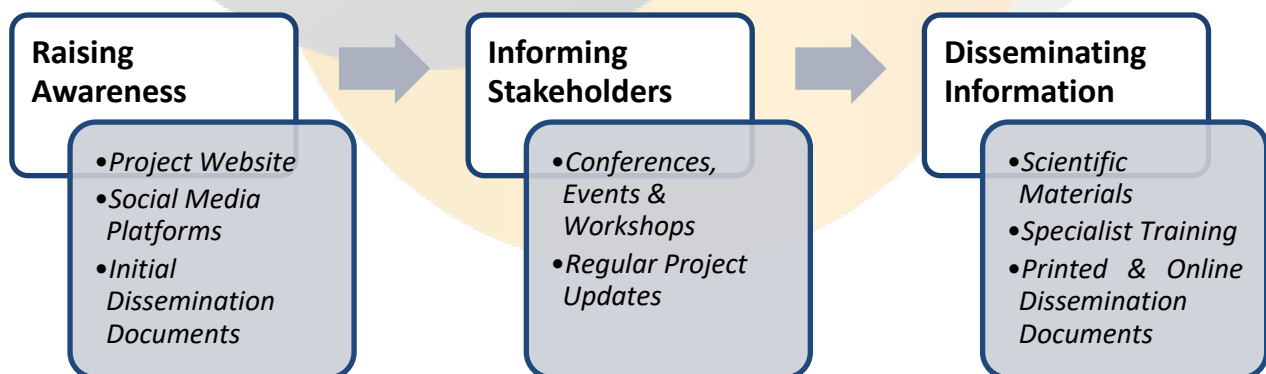 Raising
Awareness
•Project Website
•Social Media
Platforms
•Initial
Dissemination
Documents
Informing
Stakeholders
•Conferences,
Events &
Workshops
•Regular Project
Updates
Disseminating
Information
•Scientific
Materials
•Specialist Training
•Printed & Online
Dissemination
Documents